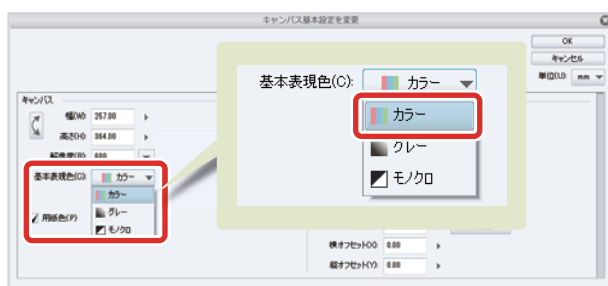 キャンバス基本設定を変更
OK
キャンセル
単位(U): mm
キャンバス
幅(W): 257.00
高さ(H): 364.00
解像度(R): 600
基本表現色(C): カラー
カラー
グレー
モノクロ
用紙色(P)
基本表現色(C): カラー
カラー
グレー
モノクロ
横オフセット(X): 0.00
縦オフセット(Y): 0.00